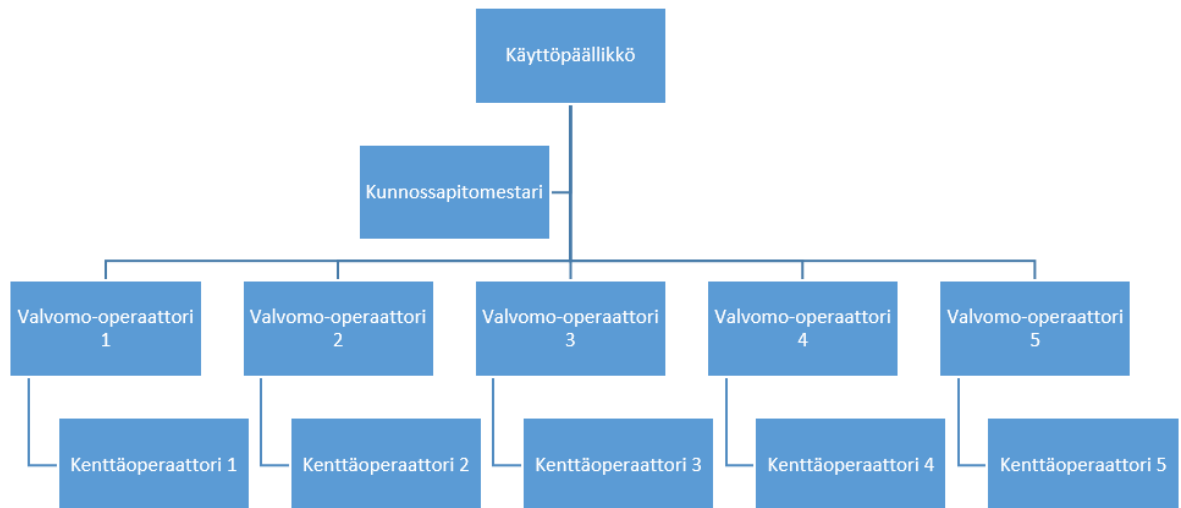 Käyttöpäällikkö
Kunnossapitomestari
Valvomo-operaattori
1
Valvomo-operaattori
2
Valvomo-operaattori
3
Valvomo-operaattori
4
Valvomo-operaattori
5
Kenttäoperaattori 1
Kenttäoperaattori 2
Kenttäoperaattori 3
Kenttäoperaattori 4
Kenttäoperaattori 5